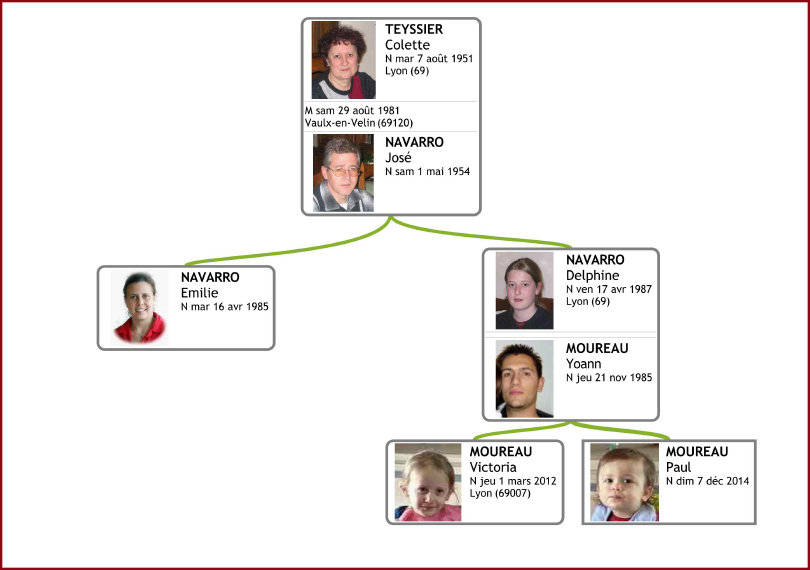 TEYSSIER
Colette
N mar 7 août 1951
Lyon (69)
M sam 29 août 1981
Vaulx-en-Velin (69120)
NAVARRO
José
N sam 1 mai 1954
NAVARRO
Emilie
N mar 16 avr 1985
NAVARRO
Delphine
N ven 17 avr 1987
Lyon (69)
MOUREAU
Yoann
N jeu 21 nov 1985
MOUREAU
Victoria
N jeu 1 mars 2012
Lyon (69007)
MOUREAU
Paul
N dim 7 déc 2014